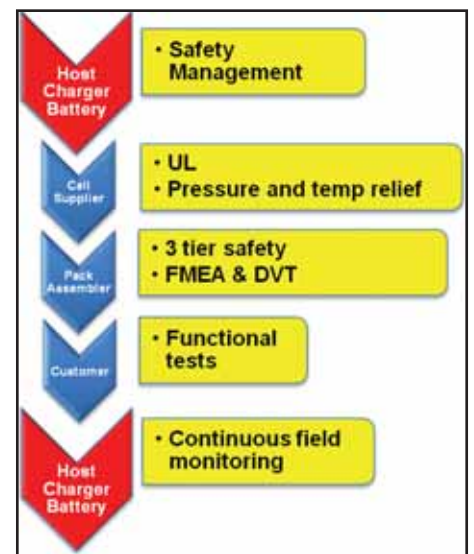 Host
Charger
Battery
• Safety
Management
Cell
Supplier
• UL
• Pressure and temp relief
Pack
Assembler
• 3 tier safety
• FMEA & DVT
Customer
• Functional
tests
Host
Charger
Battery
• Continuous field
monitoring